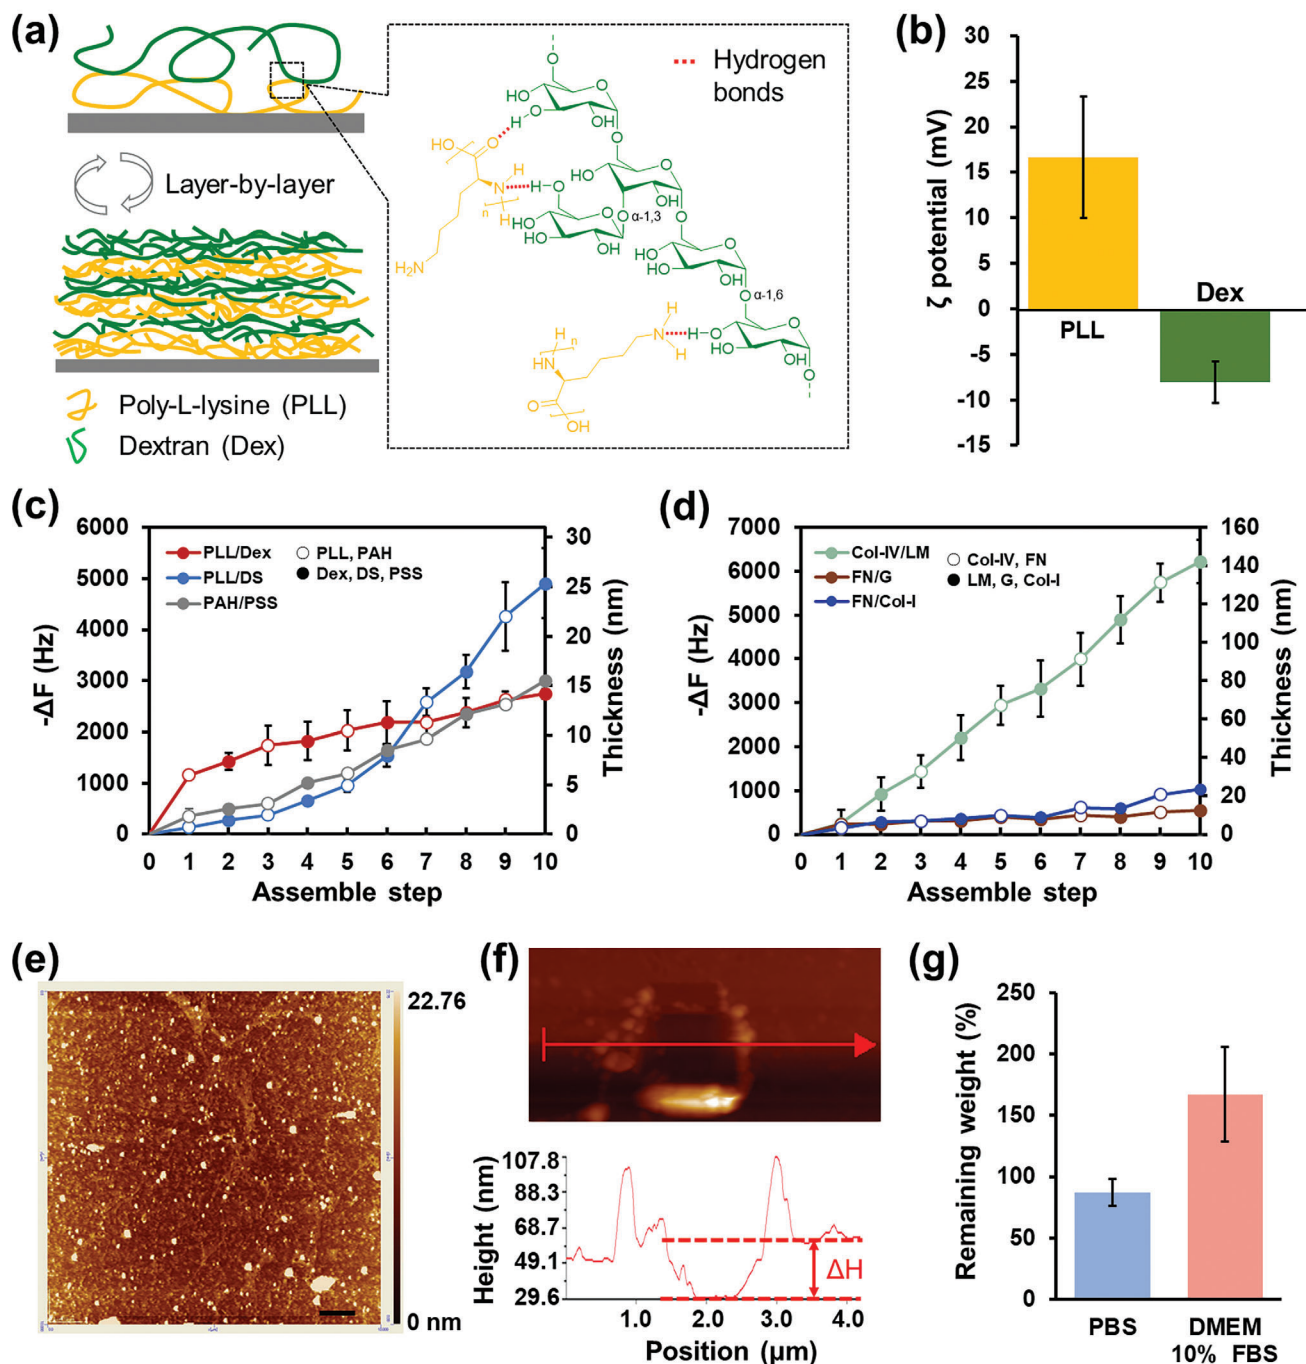 (a)
Hydrogen
bonds
Layer-by-layer
Poly-L-lysine (PLL)
Dextran (Dex)
O
HO
O
HO
OH
O
H
HO
O
O
O
H
N
H
n
H
O
HO
O
HO
OH
O
O
HO
HO
OH
α-1,3
H2N
O
HO
HO
OH
α-1,6
O
H
N
H
H
O
O
HO
OH
O
H
n
HN
O
OH
(b)
ζ potential (mV)
30
25
20
15
10
5
0
-5
-10
-15
PLL
Dex
(c)
-ΔF (Hz)
6000
5000
4000
3000
2000
1000
0
PLL/Dex
PLL/DS
PAH/PSS
PLL, PAH
Dex, DS, PSS
30
25
20
15
10
5
0
Thickness (nm)
0 1 2 3 4 5 6 7 8 9 10
Assemble step
(d)
-ΔF (Hz)
7000
6000
5000
4000
3000
2000
1000
0
Col-IV/LM
FN/G
FN/Col-I
Col-IV, FN
LM, G, Col-I
160
140
120
100
80
60
40
20
0
Thickness (nm)
0 1 2 3 4 5 6 7 8 9 10
Assemble step
(e)
22.76
0 nm
(f)
Height (nm)
107.8
88.3
68.7
49.1
29.6
ΔH
1.0 2.0 3.0 4.0
Position (μm)
(g)
Remaining weight (%)
250
200
150
100
50
0
PBS
DMEM
10% FBS